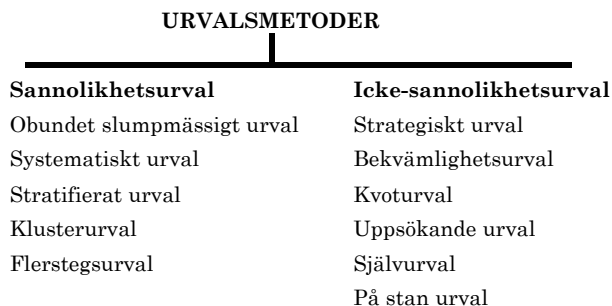 URVALSMETODER
Sannolikhetsurval
Obundet slumpmässigt urval
Systematiskt urval
Stratifierat urval
Klusterurval
Flerstegsurval
Icke-sannolikhetsurval
Strategiskt urval
Bekvämlighetsurval
Kvoturval
Uppsökande urval
Självurval
På stan urval